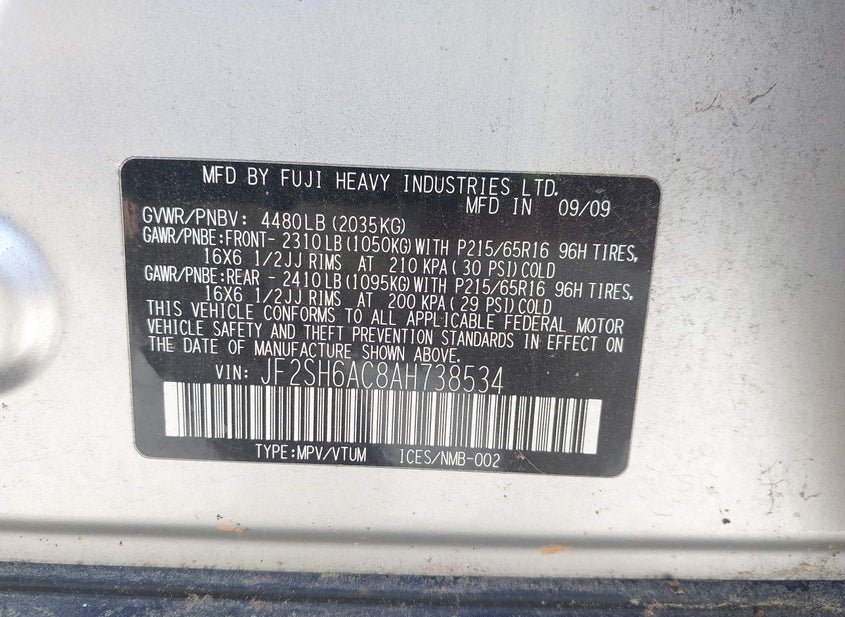 MFD BY FUJI HEAVY INDUSTRIES LTD.
MFD IN 09/09
GVWR/PNBV: 4480LB (2035KG)
GAWR/PNBE:FRONT- 2310LB (1050KG) WITH P215/65R16 96H TIRES,
16X6 1/2JJ RIMS AT 210 KPA ( 30 PSI) COLD
GAWR/PNBE:REAR - 2410LB (1095KG) WITH P215/65R16 96H TIRES,
16X6 1/2JJ RIMS AT 200 KPA ( 29 PSI) COLD
THIS VEHICLE CONFORMS TO ALL APPLICABLE FEDERAL MOTOR
VEHICLE SAFETY AND THEFT PREVENTION STANDARDS IN EFFECT ON
THE DATE OF MANUFACTURE SHOWN ABOVE.
VIN: JF2SH6AC8AH738534
TYPE:MPV/VTUM ICES/NMB-002